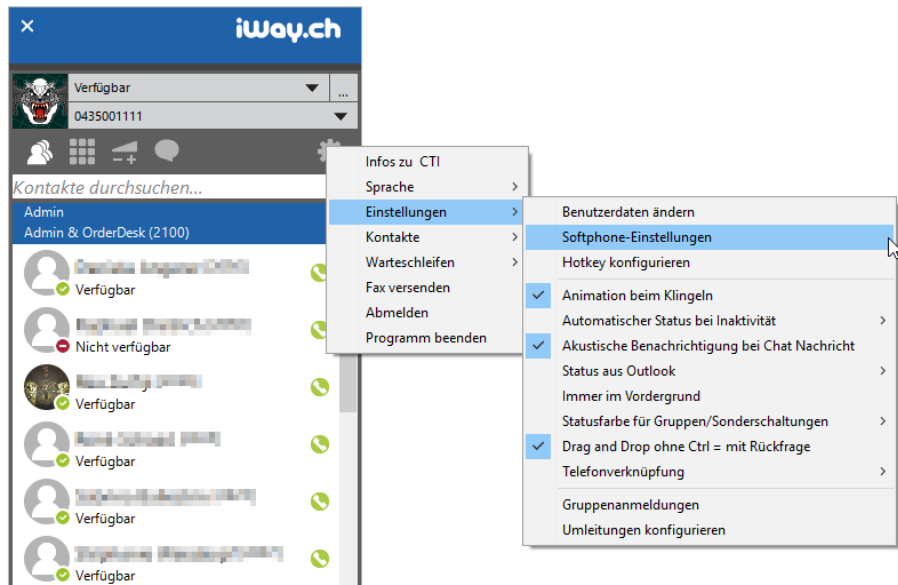 iway.ch
Verfügbar
...
0435001111
Kontakte durchsuchen...
Admin
Admin & OrderDesk (2100)
Verfügbar
Nicht verfügbar
Verfügbar
Verfügbar
Verfügbar
Verfügbar
Infos zu CTI
Sprache
Einstellungen
Kontakte
Warteschleifen
Fax versenden
Abmelden
Programm beenden
Benutzerdaten ändern
Softphone-Einstellungen
Hotkey konfigurieren
Animation beim Klingeln
Automatischer Status bei Inaktivität
Akustische Benachrichtigung bei Chat Nachricht
Status aus Outlook
Immer im Vordergrund
Statusfarbe für Gruppen/Sonderschaltungen
Drag and Drop ohne Ctrl = mit Rückfrage
Telefonverknüpfung
Gruppenanmeldungen
Umleitungen konfigurieren